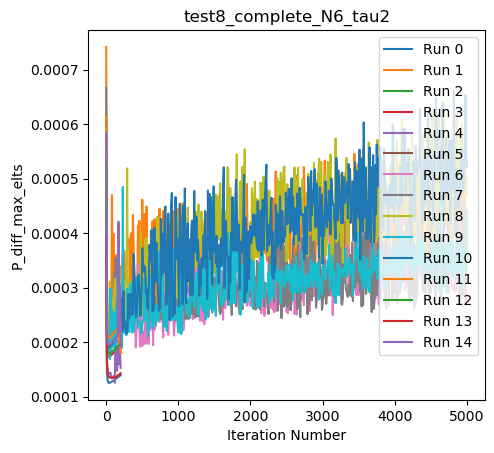 test8_complete_N6_tau2
P_diff_max_elts
0.0007
0.0006
0.0005
0.0004
0.0003
0.0002
0.0001
0
1000
2000
3000
4000
5000
Iteration Number
Run 0
Run 1
Run 2
Run 3
Run 4
Run 5
Run 6
Run 7
Run 8
Run 9
Run 10
Run 11
Run 12
Run 13
Run 14